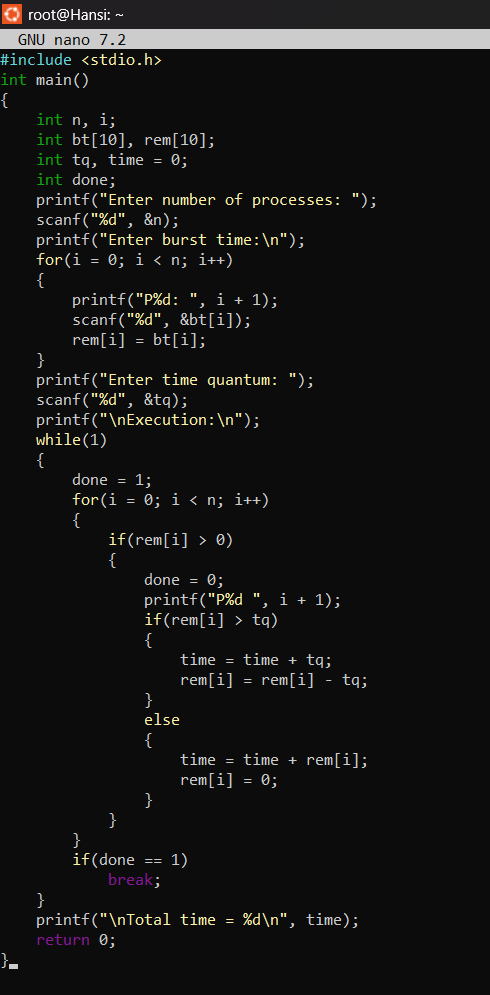 root@Hansi: ~
GNU nano 7.2
#include <stdio.h>
int main()
{
    int n, i;
    int bt[10], rem[10];
    int tq, time = 0;
    int done;
    printf("Enter number of processes: ");
    scanf("%d", &n);
    printf("Enter burst time:\n");
    for(i = 0; i < n; i++)
    {
        printf("P%d: ", i + 1);
        scanf("%d", &bt[i]);
        rem[i] = bt[i];
    }
    printf("Enter time quantum: ");
    scanf("%d", &tq);
    printf("\nExecution:\n");
    while(1)
    {
        done = 1;
        for(i = 0; i < n; i++)
        {
            if(rem[i] > 0)
            {
                done = 0;
                printf("P%d ", i + 1);
                if(rem[i] > tq)
                {
                    time = time + tq;
                    rem[i] = rem[i] - tq;
                }
                else
                {
                    time = time + rem[i];
                    rem[i] = 0;
                }
            }
        }
        if(done == 1)
            break;
    }
    printf("\nTotal time = %d\n", time);
    return 0;
}